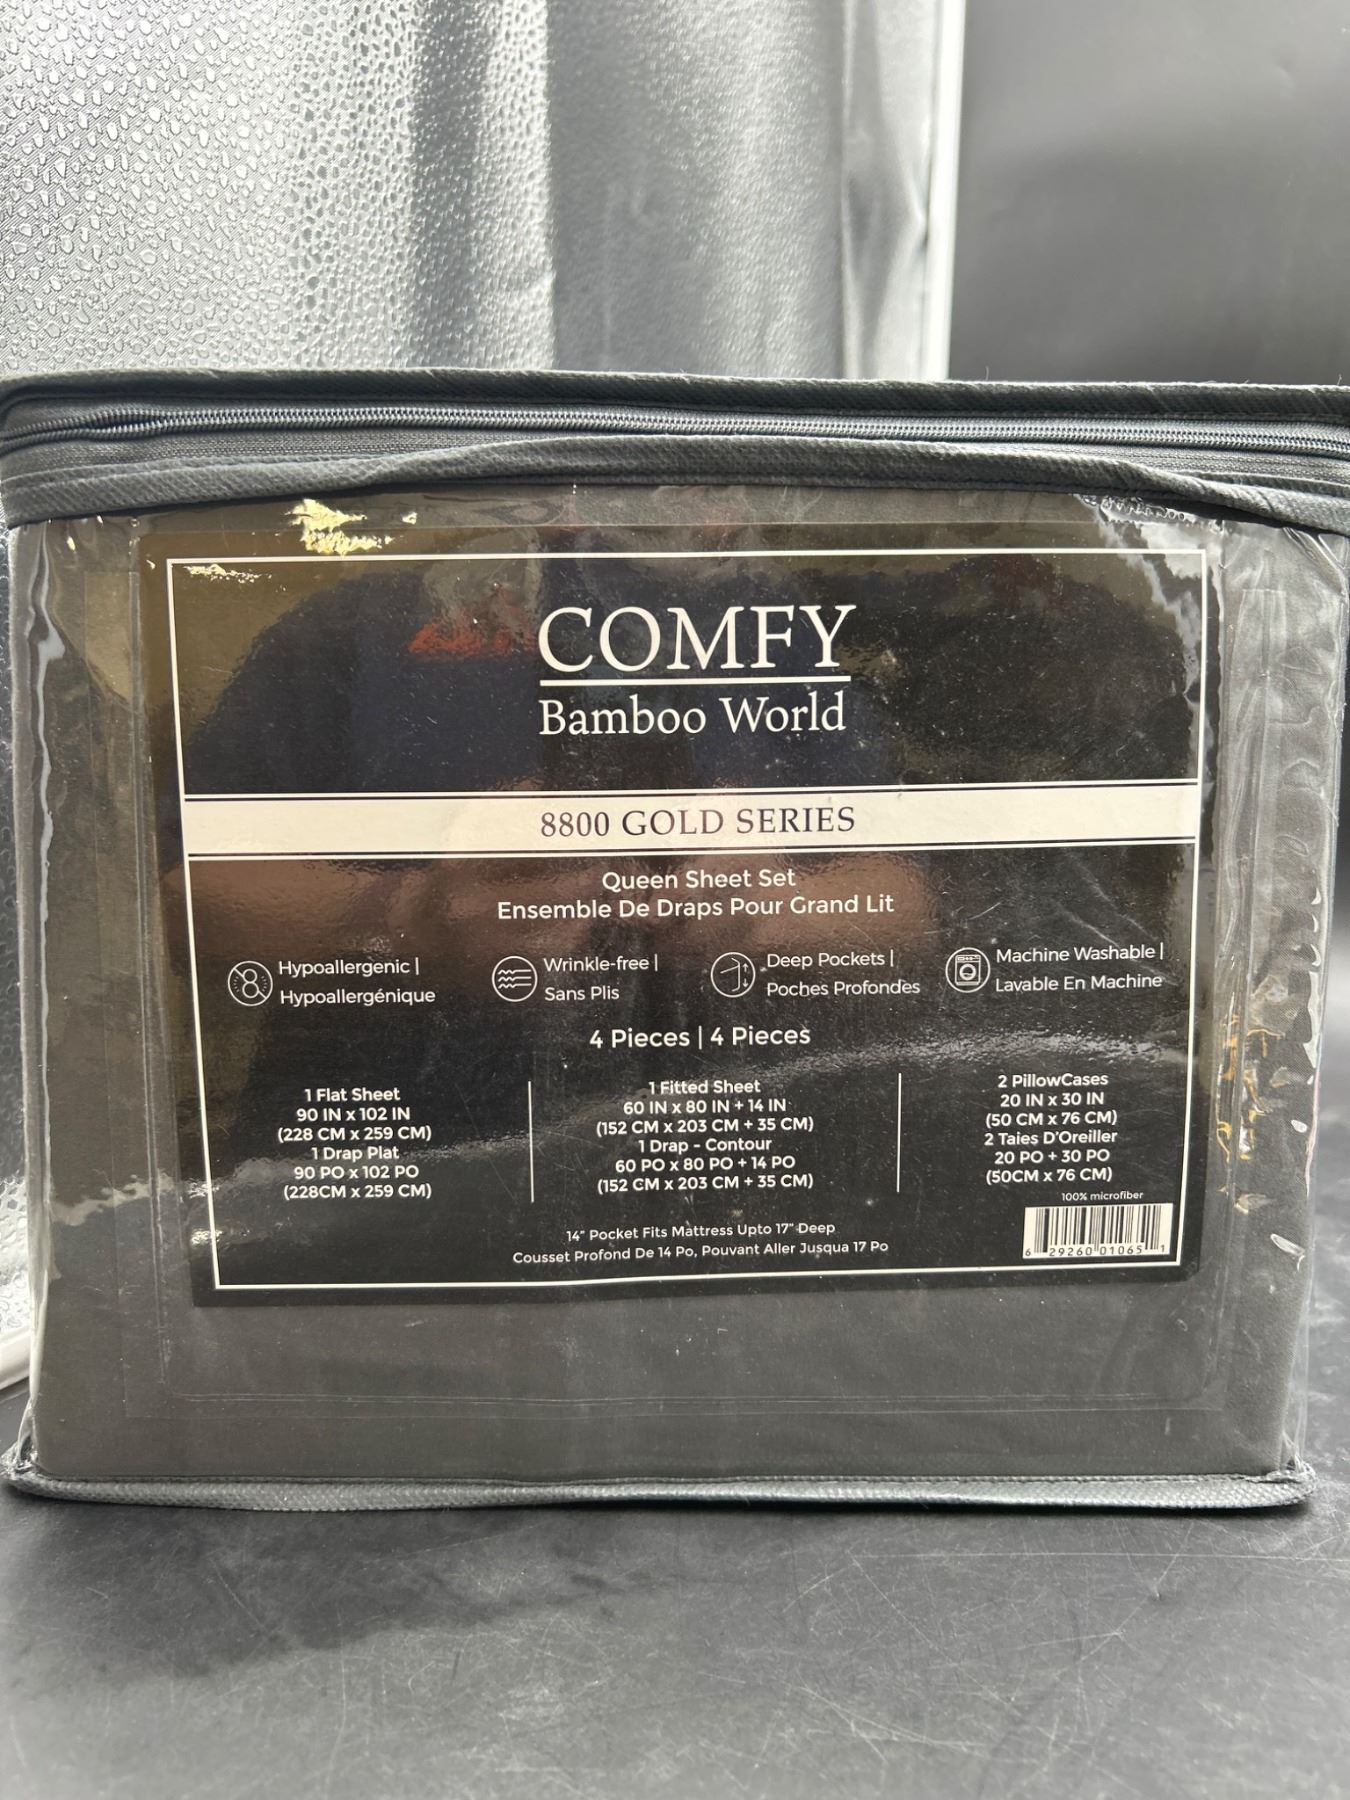 COMFY
Bamboo World
8800 GOLD SERIES
Queen Sheet Set
Ensemble De Draps Pour Grand Lit
Hypoallergenic |
Hypoallergénique
Wrinkle-free |
Sans Plis
Deep Pockets |
Poches Profondes
Machine Washable |
Lavable En Machine
4 Pieces | 4 Pieces
1 Flat Sheet
90 IN x 102 IN
(228 CM x 259 CM)
1 Drap Plat
90 PO x 102 PO
(228CM x 259 CM)
1 Fitted Sheet
60 IN x 80 IN + 14 IN
(152 CM x 203 CM + 35 CM)
1 Drap - Contour
60 PO x 80 PO + 14 PO
(152 CM x 203 CM + 35 CM)
2 PillowCases
20 IN x 30 IN
(50 CM x 76 CM)
2 Taies D'Oreiller
20 PO + 30 PO
(50CM x 76 CM)
100% microfiber
6 29260 01065 1
14" Pocket Fits Mattress Upto 17" Deep
Cousset Profond De 14 Po, Pouvant Aller Jusqua 17 Po